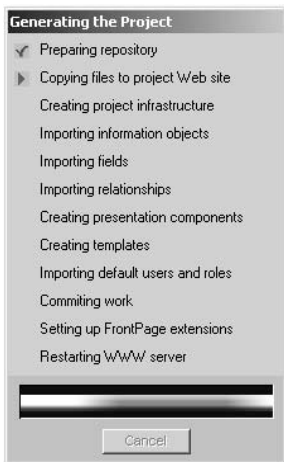 Generating the Project
Preparing repository
Copying files to project Web site
Creating project infrastructure
Importing information objects
Importing fields
Importing relationships
Creating presentation components
Creating templates
Importing default users and roles
Commiting work
Setting up FrontPage extensions
Restarting WWW server
Cancel